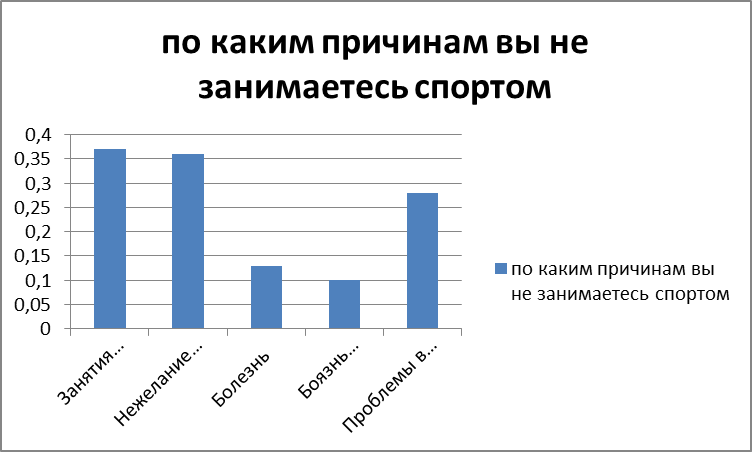 по каким причинам вы не
занимаетесь спортом
0,4
0,35
0,3
0,25
0,2
0,15
0,1
0,05
0
Занятия...
Нежелание...
Болезнь
Боязнь...
Проблемы в...
по каким причинам вы
не занимаетесь спортом